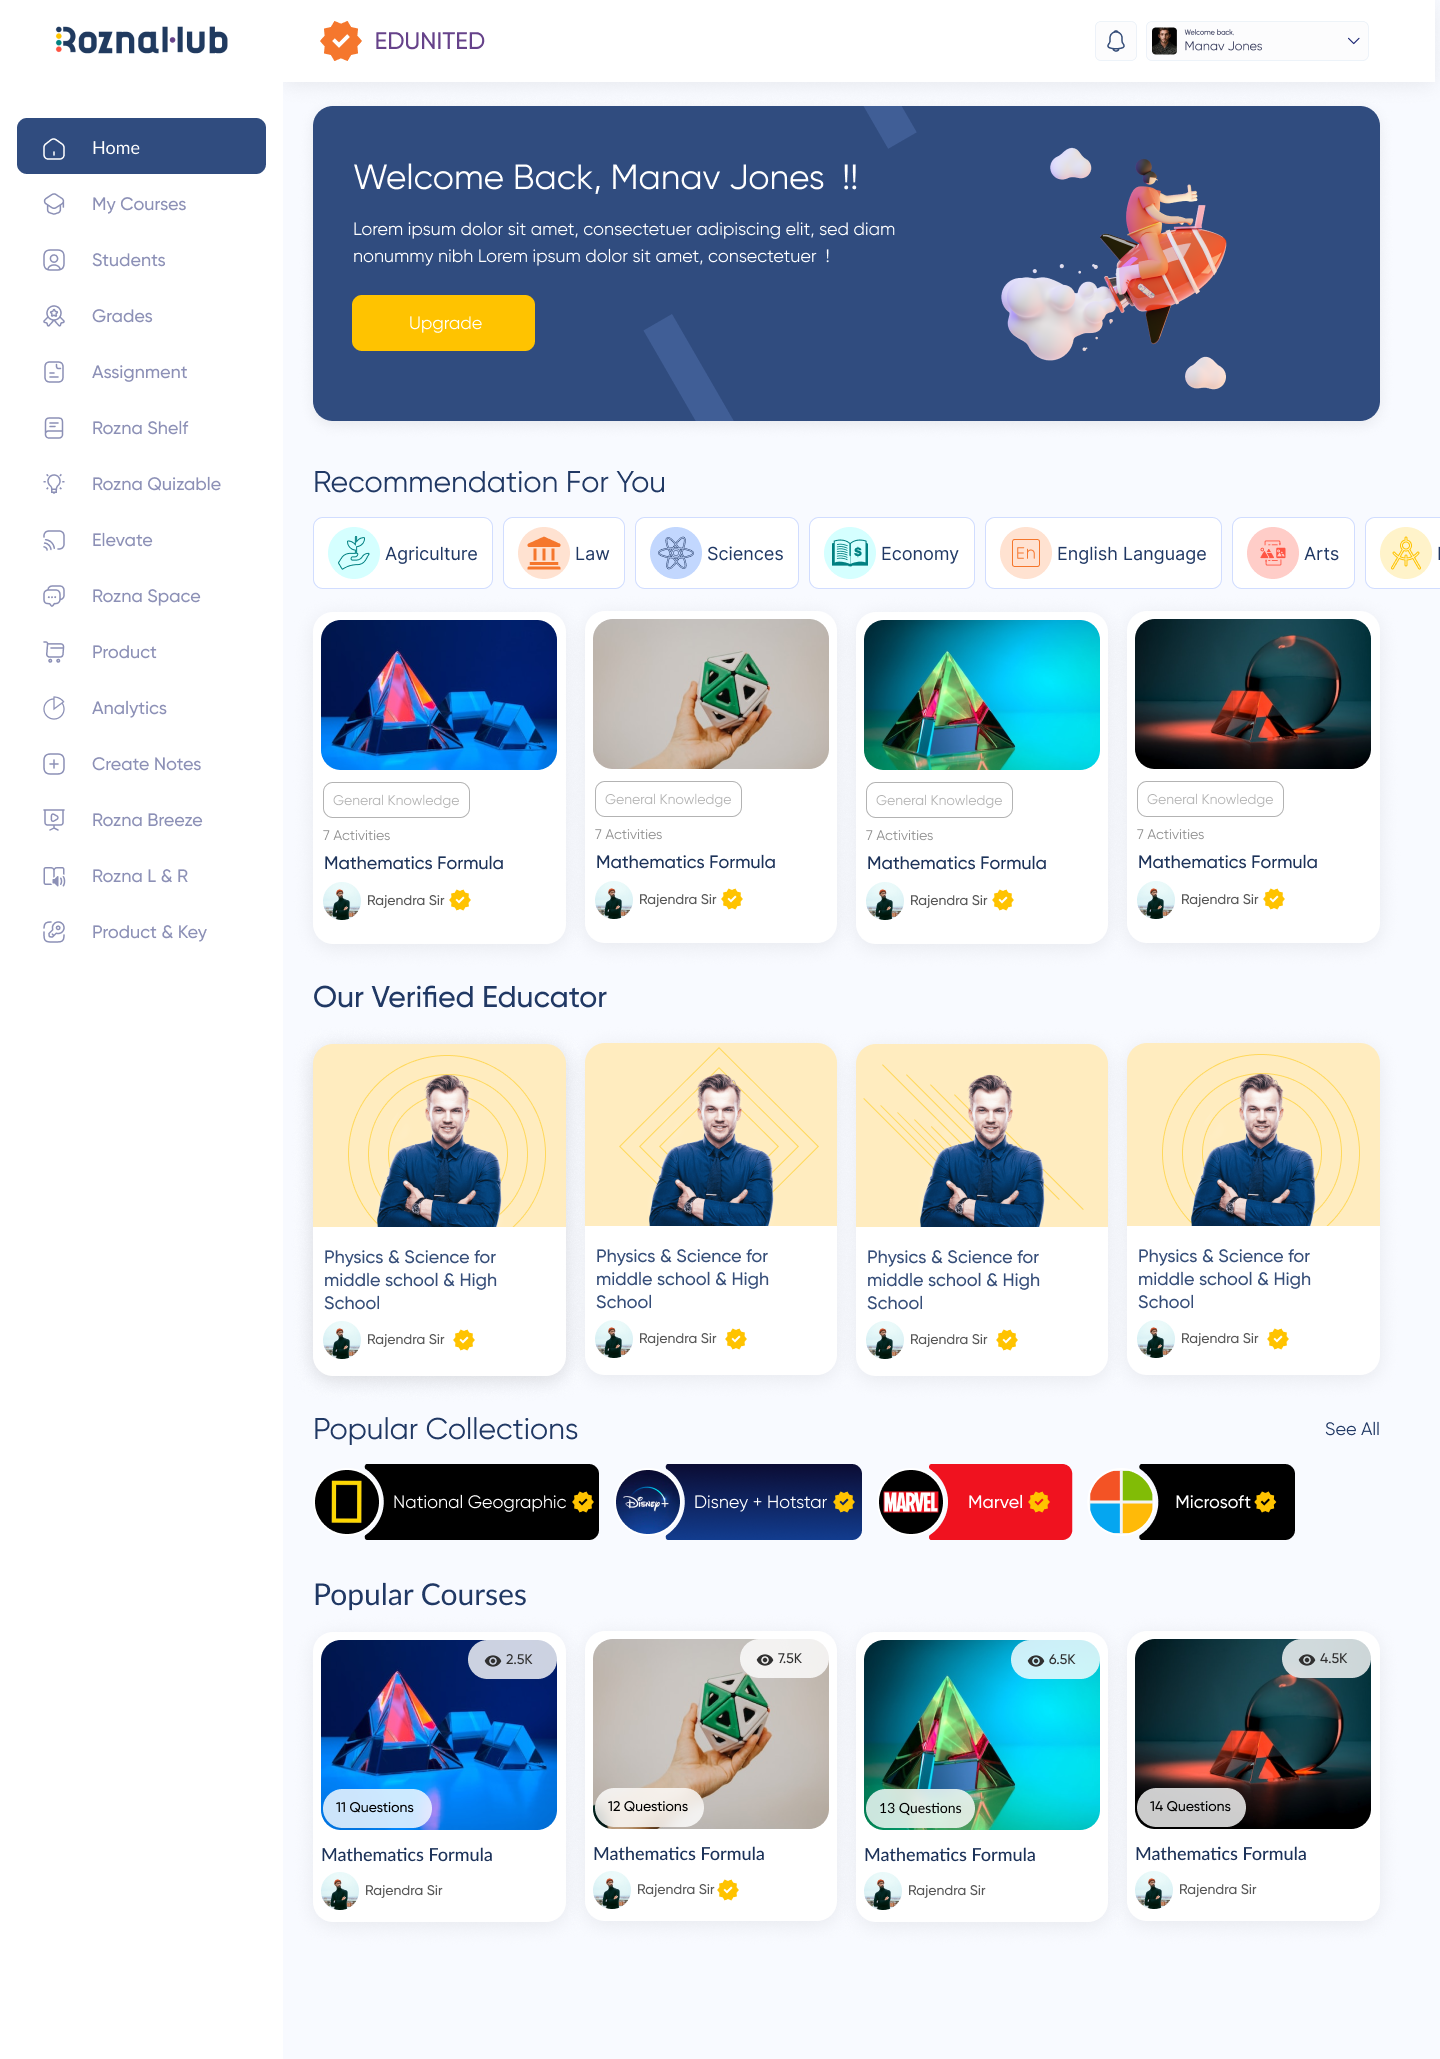 RoznaHub
EDUNITED
Welcome back,
Manav Jones
Home
My Courses
Students
Grades
Assignment
Rozna Shelf
Rozna Quizable
Elevate
Rozna Space
Product
Analytics
Create Notes
Rozna Breeze
Rozna L & R
Product & Key
Welcome Back, Manav Jones !!
Lorem ipsum dolor sit amet, consectetuer adipiscing elit, sed diam
nonummy nibh Lorem ipsum dolor sit amet, consectetuer !
Upgrade
Recommendation For You
Agriculture
Law
Sciences
$
Economy
En
English Language
Arts
General Knowledge
7 Activities
Mathematics Formula
Rajendra Sir
General Knowledge
7 Activities
Mathematics Formula
Rajendra Sir
General Knowledge
7 Activities
Mathematics Formula
Rajendra Sir
General Knowledge
7 Activities
Mathematics Formula
Rajendra Sir
Our Verified Educator
Physics & Science for
middle school & High
School
Rajendra Sir
Physics & Science for
middle school & High
School
Rajendra Sir
Physics & Science for
middle school & High
School
Rajendra Sir
Physics & Science for
middle school & High
School
Rajendra Sir
Popular Collections
See All
National Geographic
Disney+
Disney + Hotstar
MARVEL
Marvel
Microsoft
Popular Courses
2.5K
11 Questions
Mathematics Formula
Rajendra Sir
7.5K
12 Questions
Mathematics Formula
Rajendra Sir
6.5K
13 Questions
Mathematics Formula
Rajendra Sir
4.5K
14 Questions
Mathematics Formula
Rajendra Sir